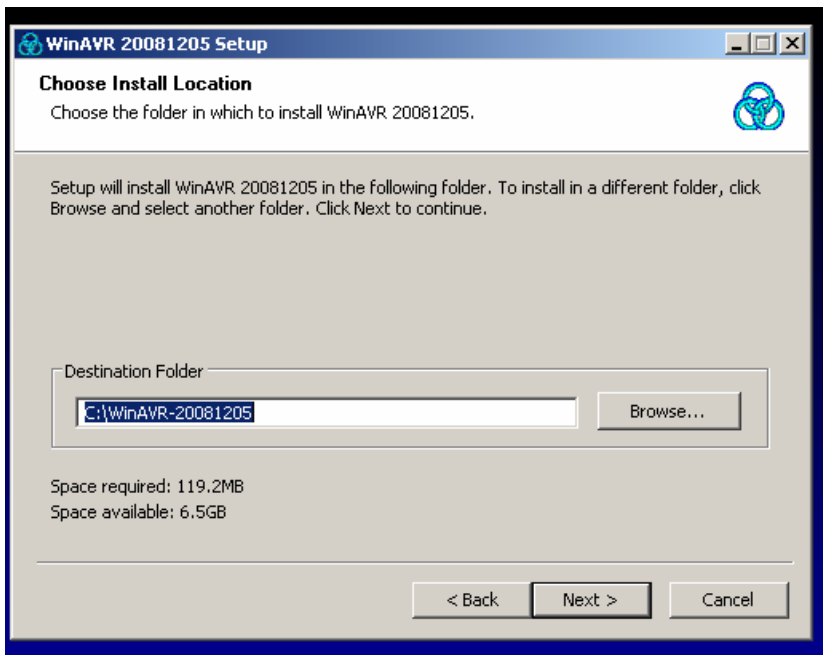 WinAVR 20081205 Setup
Choose Install Location
Choose the folder in which to install WinAVR 20081205.
Setup will install WinAVR 20081205 in the following folder. To install in a different folder, click
Browse and select another folder. Click Next to continue.
Destination Folder
C:\WinAVR-20081205
Browse...
Space required: 119.2MB
Space available: 6.5GB
< Back
Next >
Cancel